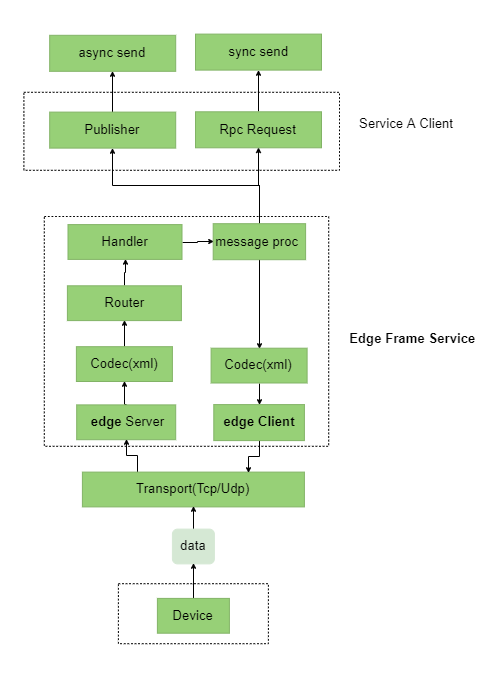 async send
sync send
Publisher
Rpc Request
Service A Client
Handler
message proc
Router
Edge Frame Service
Codec(xml)
Codec(xml)
edge Server
edge Client
Transport(Tcp/Udp)
data
Device